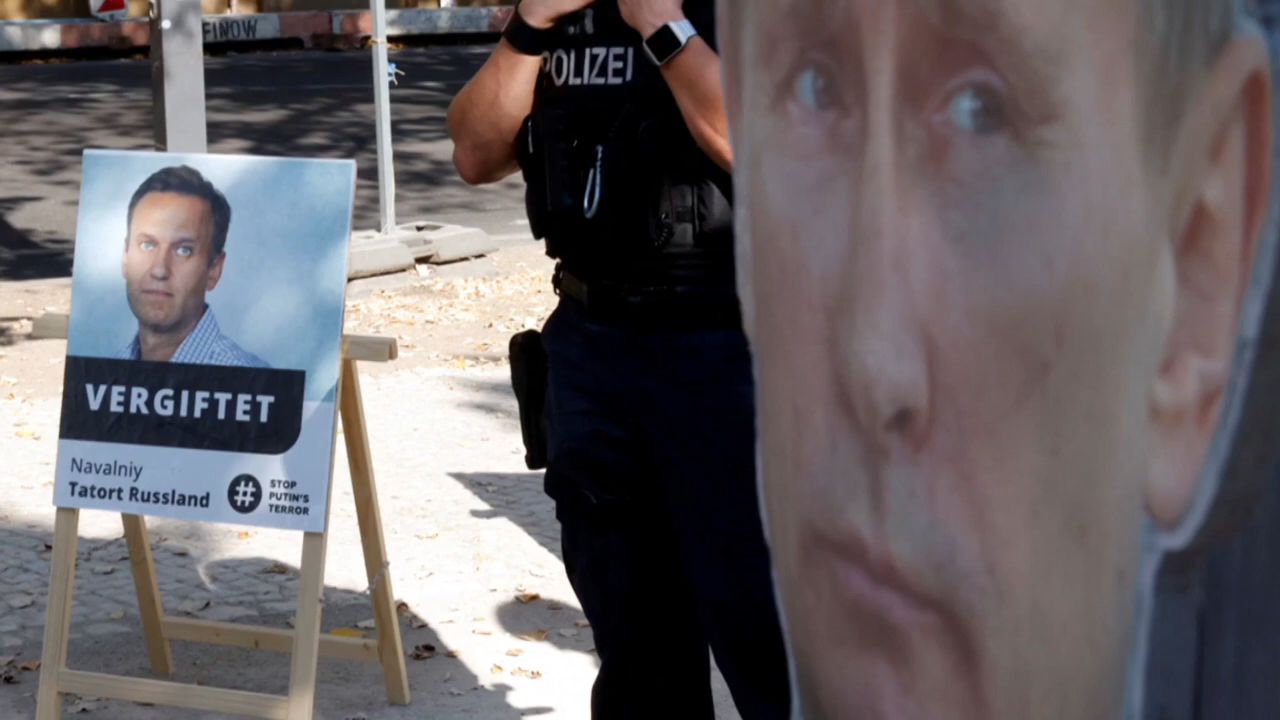 FINOW
POLIZEI
VERGIFTET
Navalniy
Tatort Russland
#
STOP
PUTIN'S
TERROR